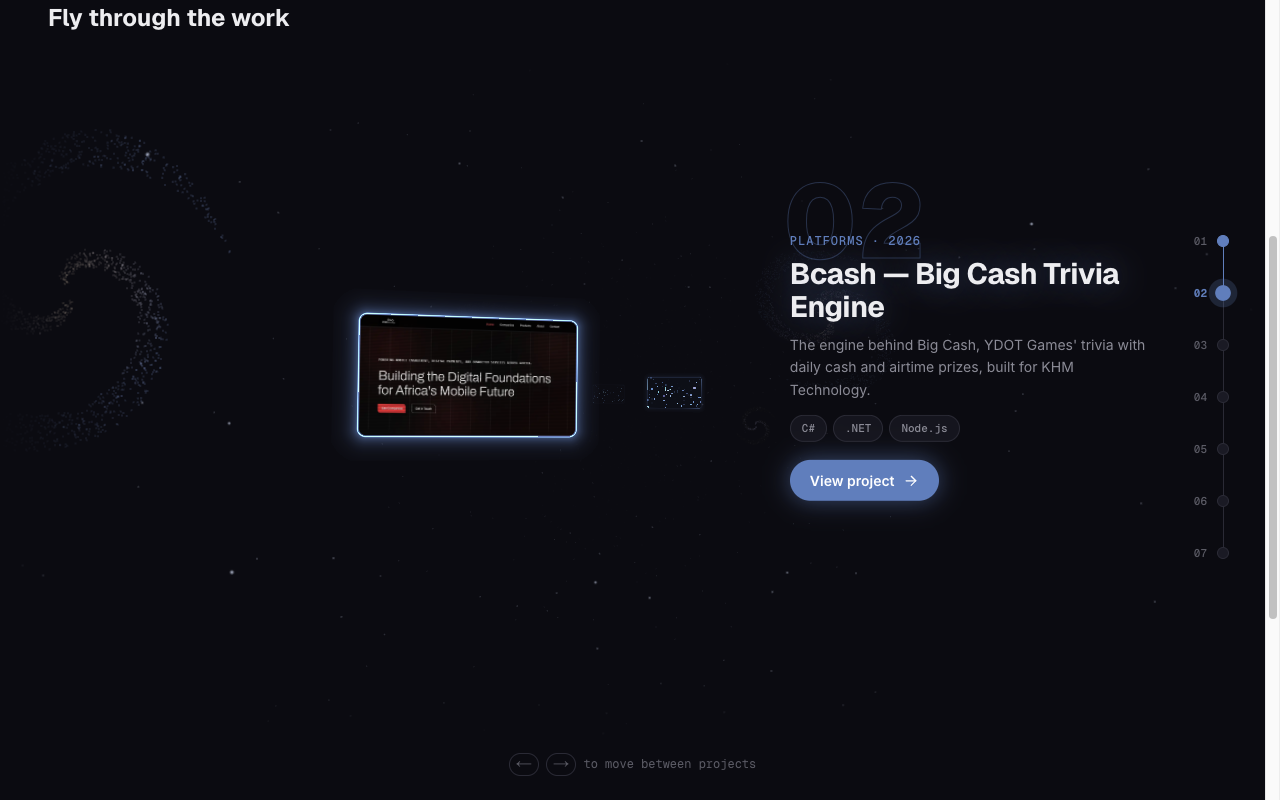 Fly through the work
02
PLATFORMS · 2026
Bcash — Big Cash Trivia
Engine
The engine behind Big Cash, YDOT Games' trivia with
daily cash and airtime prizes, built for KHM
Technology.
C#
.NET
Node.js
View project →
Building the Digital Foundations
for Africa's Mobile Future
01
02
03
04
05
06
07
← → to move between projects